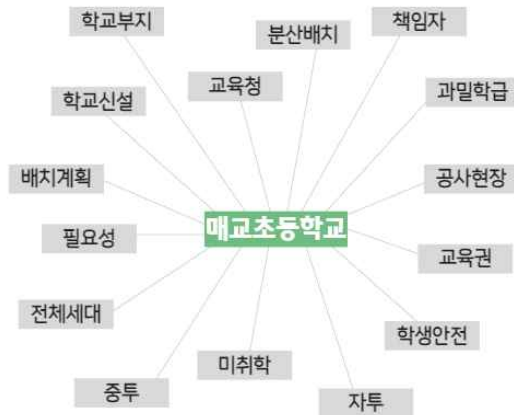 학교부지
분산배치
책임자
교육청
과밀학급
학교신설
배치계획
공사현장
매교초등학교
필요성
교육권
전체세대
학생안전
미취학
중투
자투